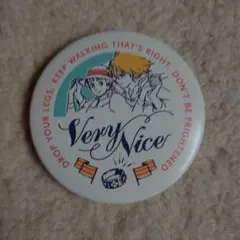 DROP YOUR LEGS, KEEP WALKING THAT'S RIGHT, DON'T BE FRIGHTENED
Very
Nice